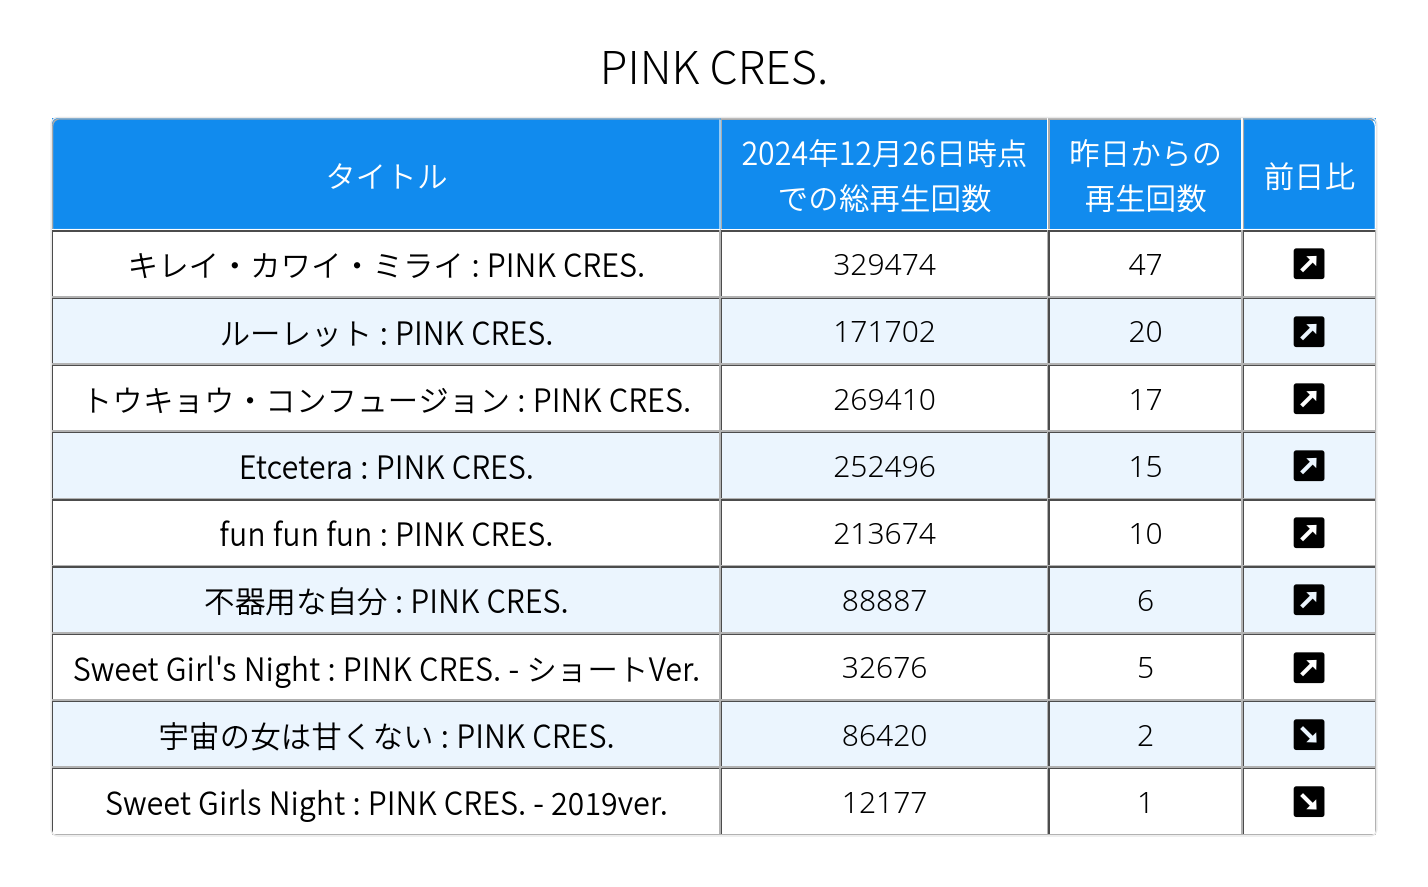 PINK CRES.
タイトル 2024年12月26日時点での総再生回数 昨日からの再生回数 前日比
キレイ・カワイ・ミライ : PINK CRES. 329474 47
ルーレット : PINK CRES. 171702 20
トウキョウ・コンフュージョン : PINK CRES. 269410 17
Etcetera : PINK CRES. 252496 15
fun fun fun : PINK CRES. 213674 10
不器用な自分 : PINK CRES. 88887 6
Sweet Girl's Night : PINK CRES. - ショートVer. 32676 5
宇宙の女は甘くない : PINK CRES. 86420 2
Sweet Girls Night : PINK CRES. - 2019ver. 12177 1